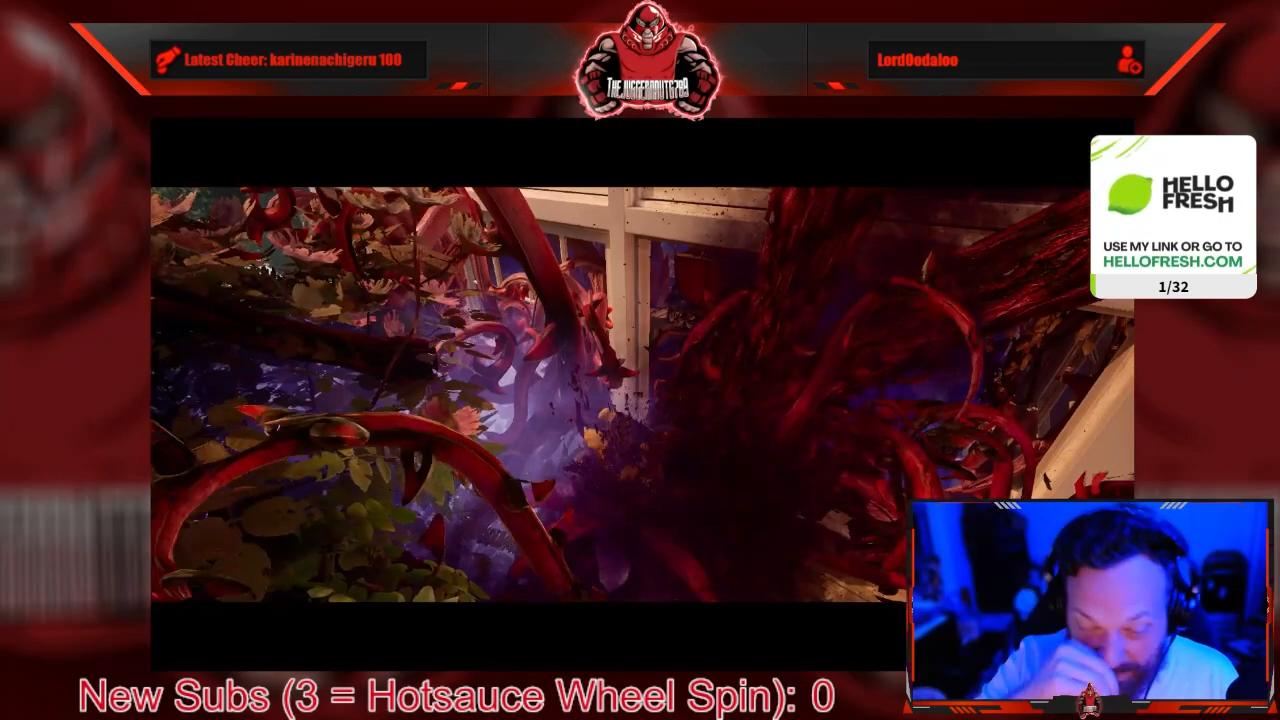 Latest Cheer: karinenachigeru 100
THEJUGGERNAUT6789
LordOodaloo
HELLO
FRESH
USE MY LINK OR GO TO
HELLOFRESH.COM
1/32
New Subs (3 = Hotsauce Wheel Spin): 0